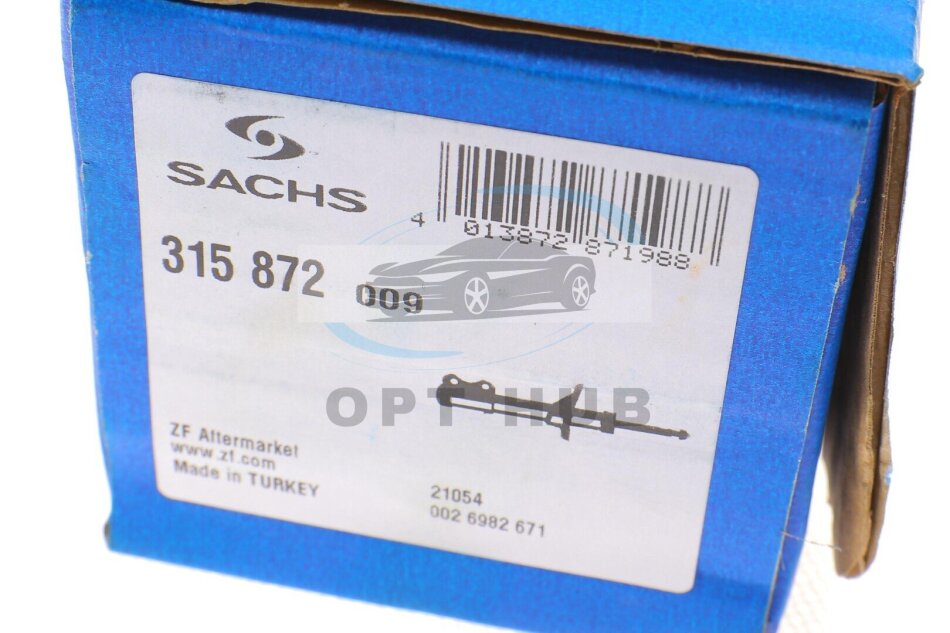 SACHS
4 013872 871988
315 872 009
OPT HUB
ZF Aftermarket
www.zf.com
Made in TURKEY
21054
002 6982 671